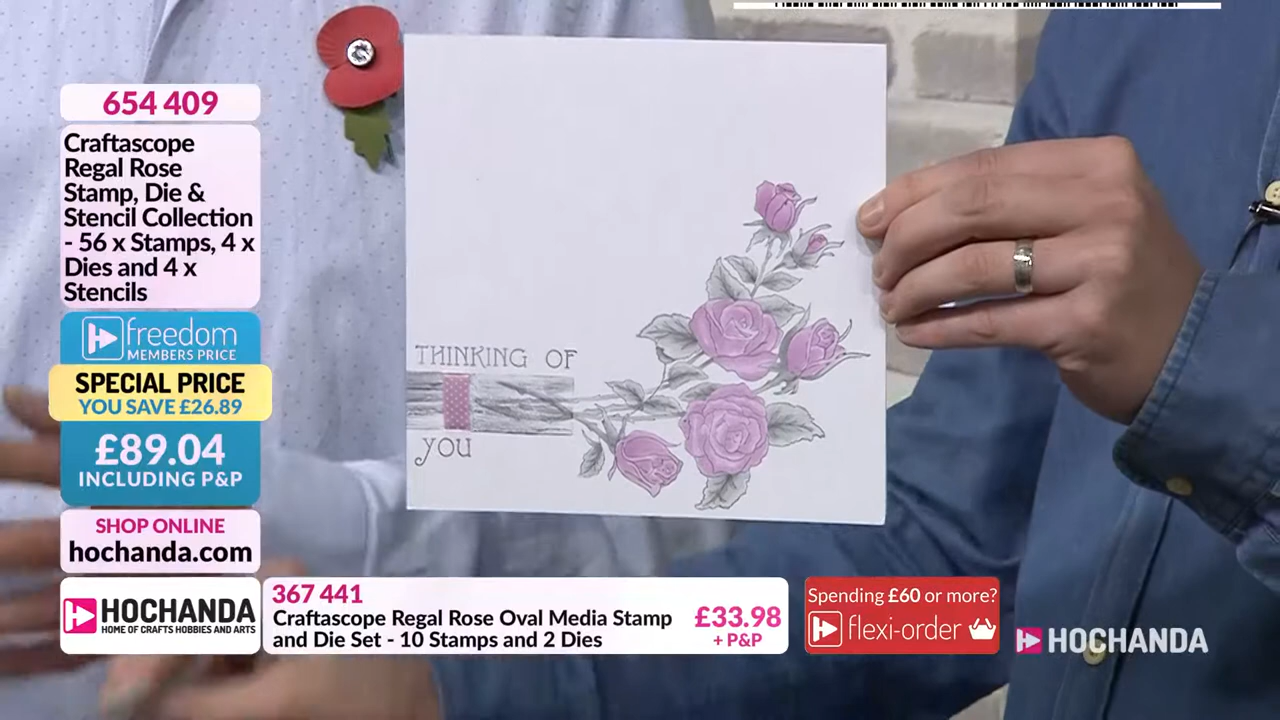 654 409
Craftascope
Regal Rose
Stamp, Die &
Stencil Collection
- 56 x Stamps, 4 x
Dies and 4 x
Stencils
freedom
MEMBERS PRICE
SPECIAL PRICE
YOU SAVE £26.89
£89.04
INCLUDING P&P
SHOP ONLINE
hochanda.com
HOCHANDA
HOME OF CRAFTS HOBBIES AND ARTS
367 441
Craftascope Regal Rose Oval Media Stamp
and Die Set - 10 Stamps and 2 Dies
£33.98
+ P&P
Spending £60 or more?
flexi-order
HOCHANDA
THINKING OF
YOU